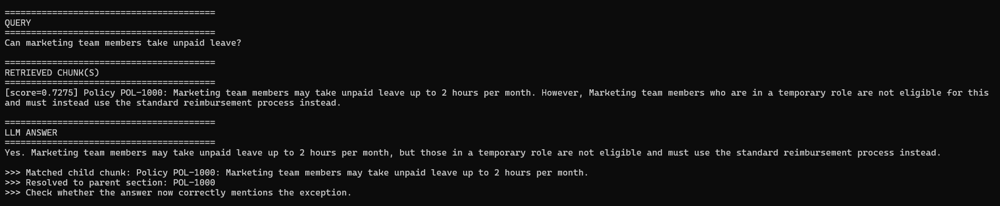 ========================================
QUERY
========================================
Can marketing team members take unpaid leave?
========================================
RETRIEVED CHUNK(S)
========================================
[score=0.7275] Policy POL-1000: Marketing team members may take unpaid leave up to 2 hours per month. However, Marketing team members who are in a temporary role are not eligible for this
and must instead use the standard reimbursement process instead.
========================================
LLM ANSWER
========================================
Yes. Marketing team members may take unpaid leave up to 2 hours per month, but those in a temporary role are not eligible and must use the standard reimbursement process instead.
>>> Matched child chunk: Policy POL-1000: Marketing team members may take unpaid leave up to 2 hours per month.
>>> Resolved to parent section: POL-1000
>>> Check whether the answer now correctly mentions the exception.